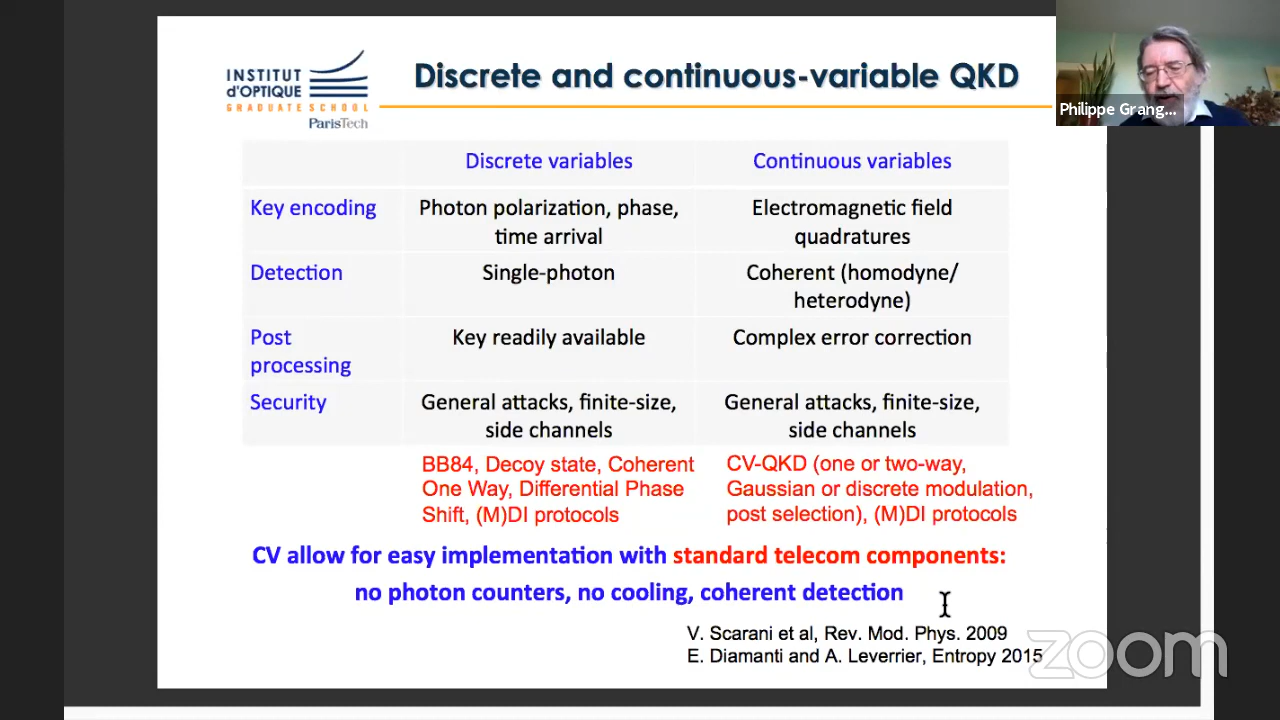 INSTITUT
d'OPTIQUE
GRADUATE SCHOOL
ParisTech
Discrete and continuous-variable QKD
Philippe Grang...
Discrete variables
Continuous variables
Key encoding
Photon polarization, phase,
time arrival
Electromagnetic field
quadratures
Detection
Single-photon
Coherent (homodyne/
heterodyne)
Post
processing
Key readily available
Complex error correction
Security
General attacks, finite-size,
side channels
General attacks, finite-size,
side channels
BB84, Decoy state, Coherent
One Way, Differential Phase
Shift, (M)DI protocols
CV-QKD (one or two-way,
Gaussian or discrete modulation,
post selection), (M)DI protocols
CV allow for easy implementation with standard telecom components:
no photon counters, no cooling, coherent detection
V. Scarani et al, Rev. Mod. Phys. 2009
E. Diamanti and A. Leverrier, Entropy 2015
zoom